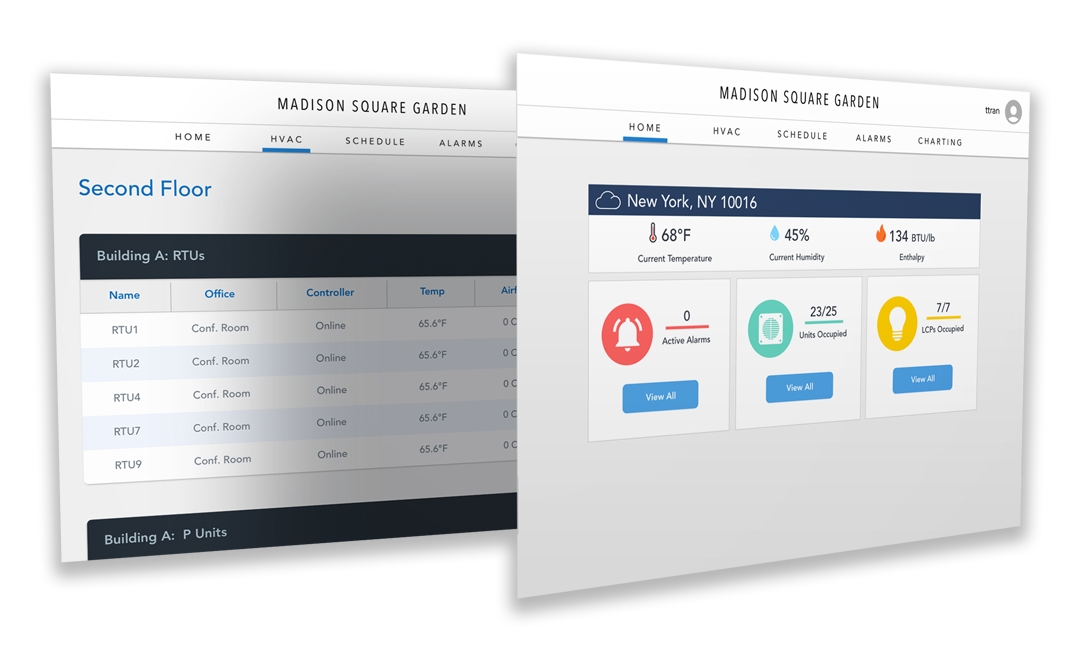 MADISON SQUARE GARDEN
HOME HVAC SCHEDULE ALARMS
Second Floor
Building A: RTUs
Name Office Controller Temp
RTU1 Conf. Room Online 65.6°F 0
RTU2 Conf. Room Online 65.6°F 0
RTU4 Conf. Room Online 65.6°F 0
RTU7 Conf. Room Online 65.6°F 0
RTU9 Conf. Room Online 65.6°F 0
Building A: P Units
MADISON SQUARE GARDEN
ttran
HOME HVAC SCHEDULE ALARMS CHARTING
New York, NY 10016
68°F 45% 134 BTU/lb
Current Temperature Current Humidity Enthalpy
0 23/25 7/7
Active Alarms Units Occupied LCPs Occupied
View All View All View All